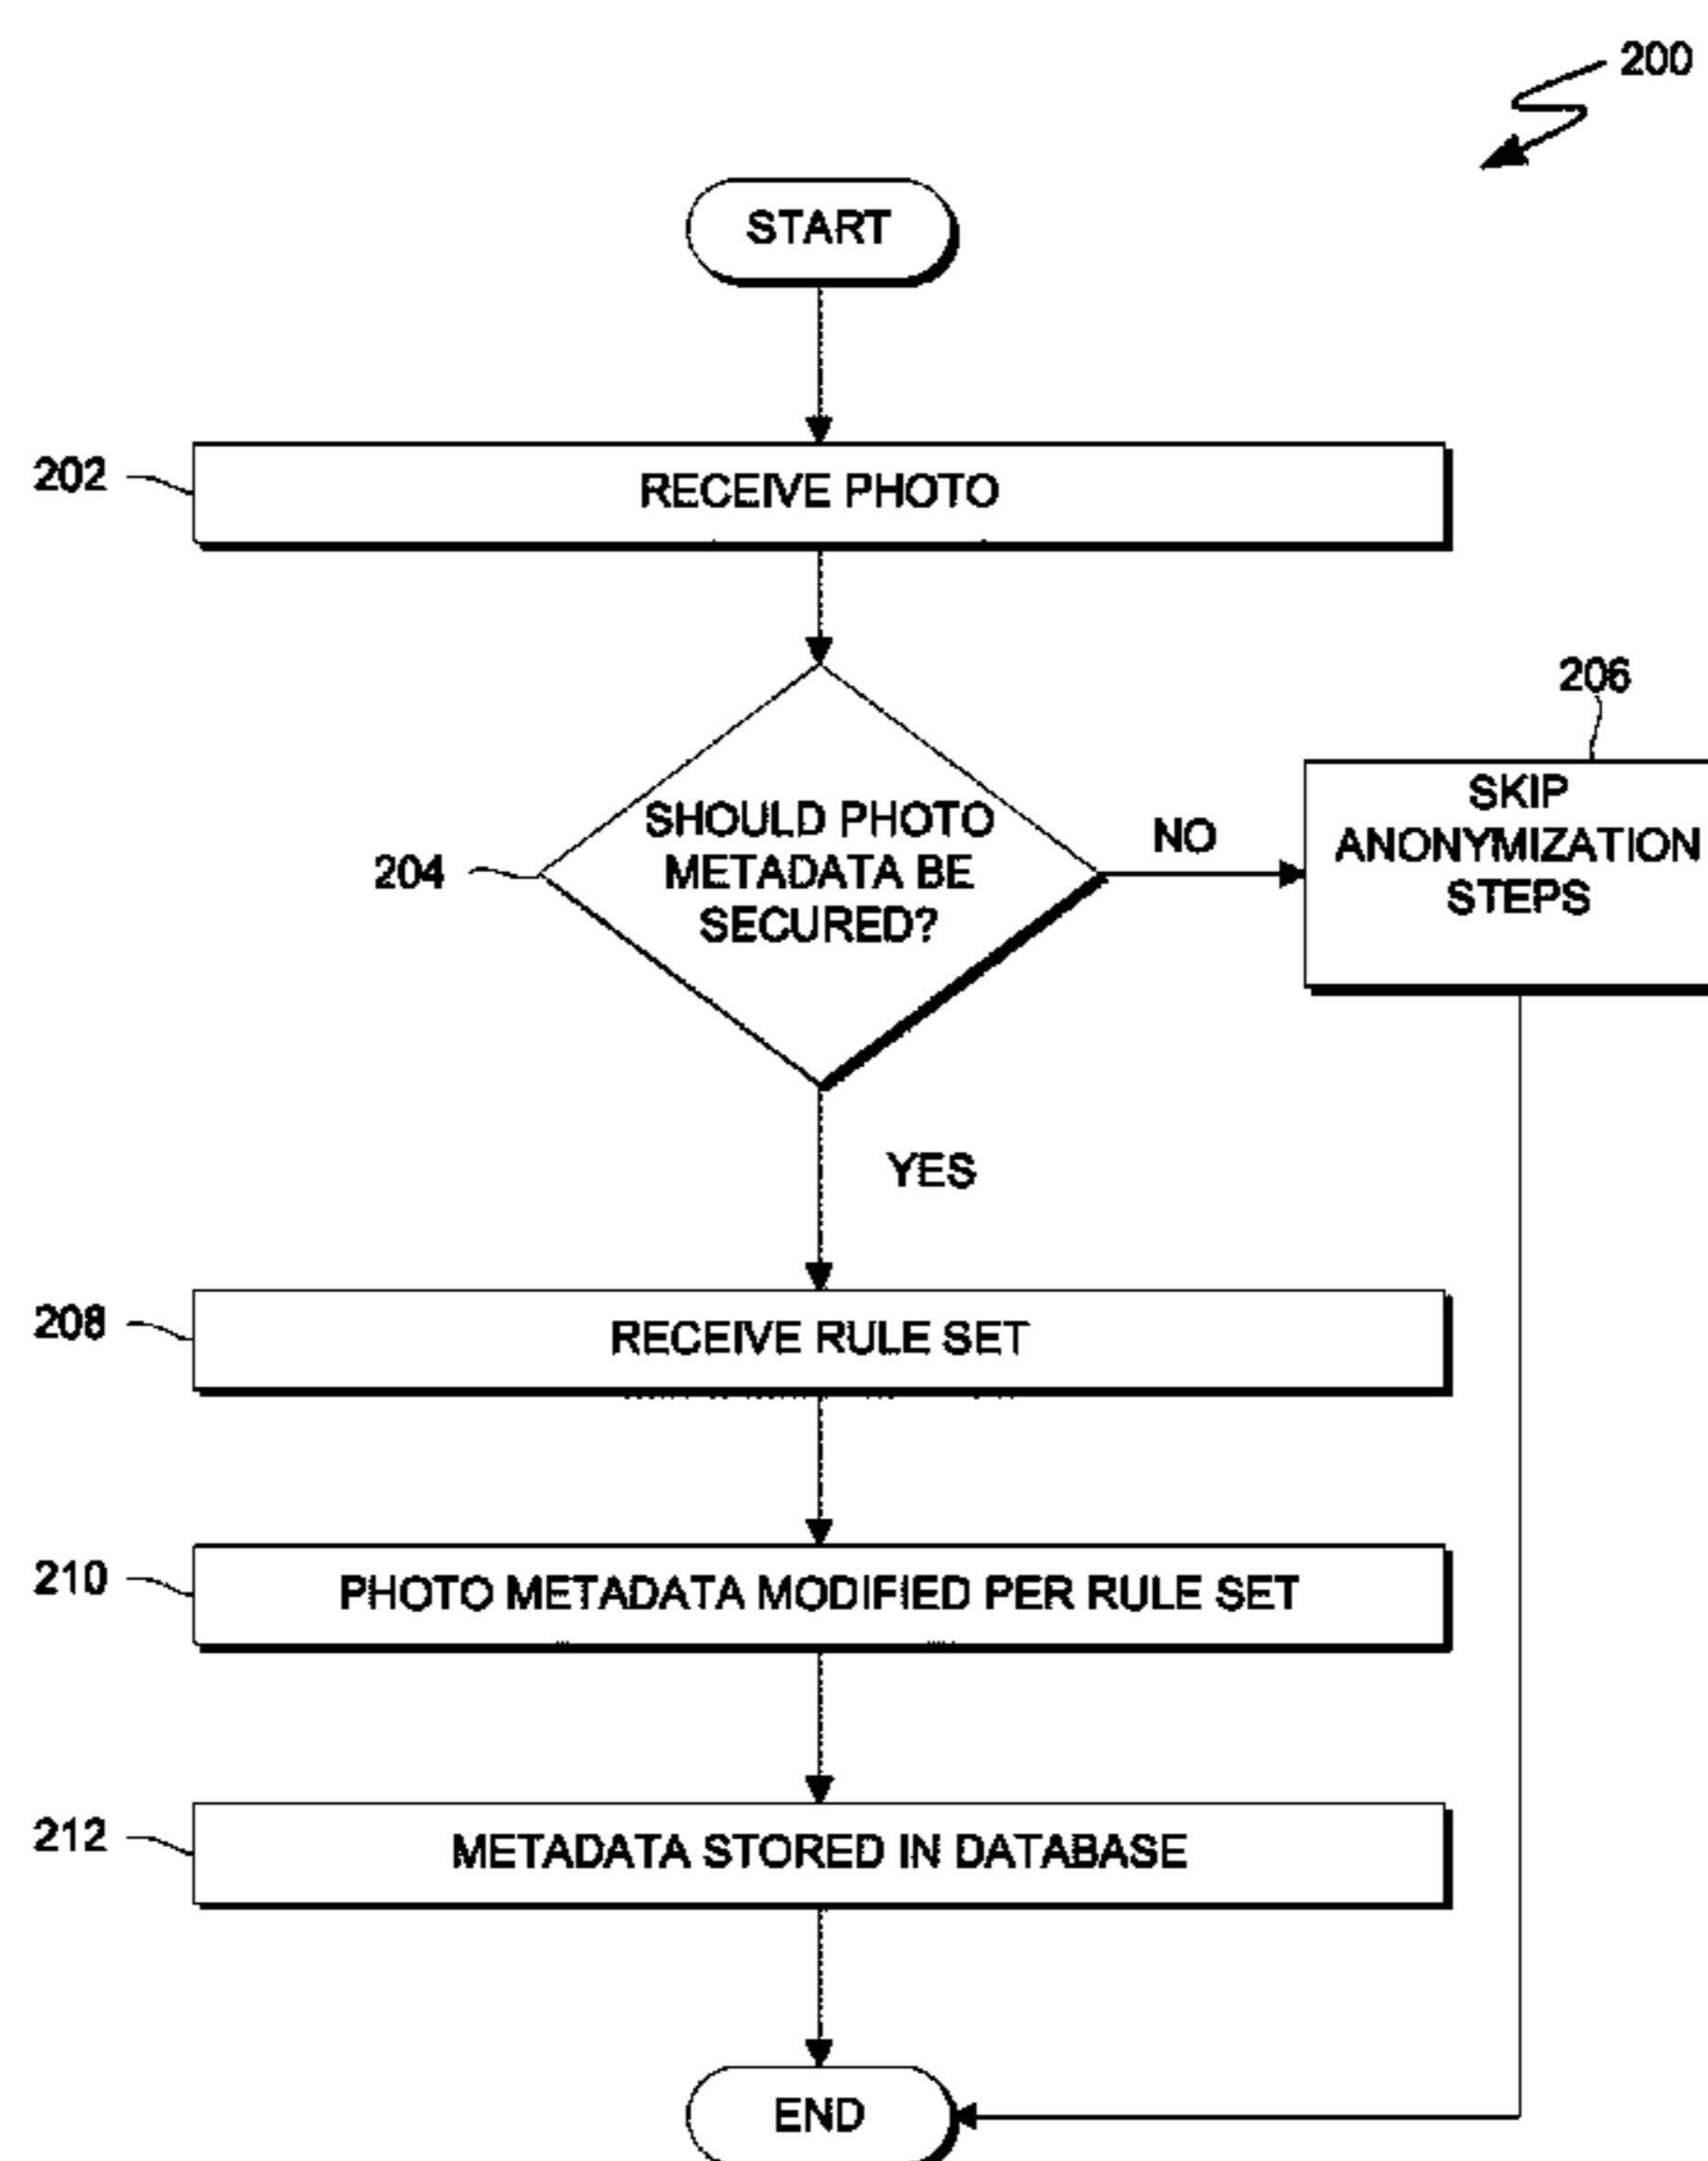 200
START
202
RECEIVE PHOTO
206
SHOULD PHOTO
METADATA BE
SECURED?
204
NO
SKIP
ANONYMIZATION
STEPS
YES
208
RECEIVE RULE SET
210
PHOTO METADATA MODIFIED PER RULE SET
212
METADATA STORED IN DATABASE
END